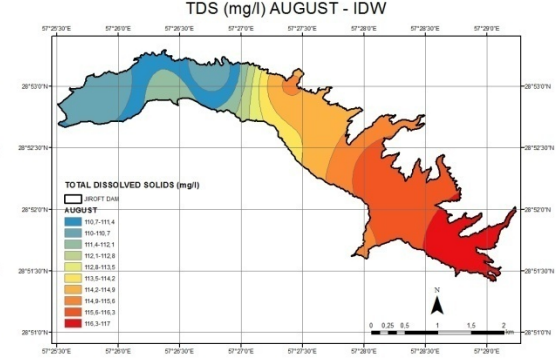 TDS (mg/l) AUGUST - IDW
57°25'30"E 57°26'0"E 57°26'30"E 57°27'0"E 57°27'30"E 57°28'0"E 57°28'30"E 57°29'0"E
28°53'0"N 28°53'0"N
28°52'30"N 28°52'30"N
TOTAL DISSOLVED SOLIDS (mg/l)
JIROFT DAM
AUGUST
110,7-111,4
110-110,7
111,4-112,1
112,1-112,8
112,8-113,5
113,5-114,2
114,2-114,9
114,9-115,6
115,6-116,3
116,3-117
28°52'0"N 28°52'0"N
28°51'30"N 28°51'30"N
N
0 0,25 0,5 1 1,5 2
km
28°51'0"N 28°51'0"N
57°25'30"E 57°26'0"E 57°26'30"E 57°27'0"E 57°27'30"E 57°28'0"E 57°28'30"E 57°29'0"E